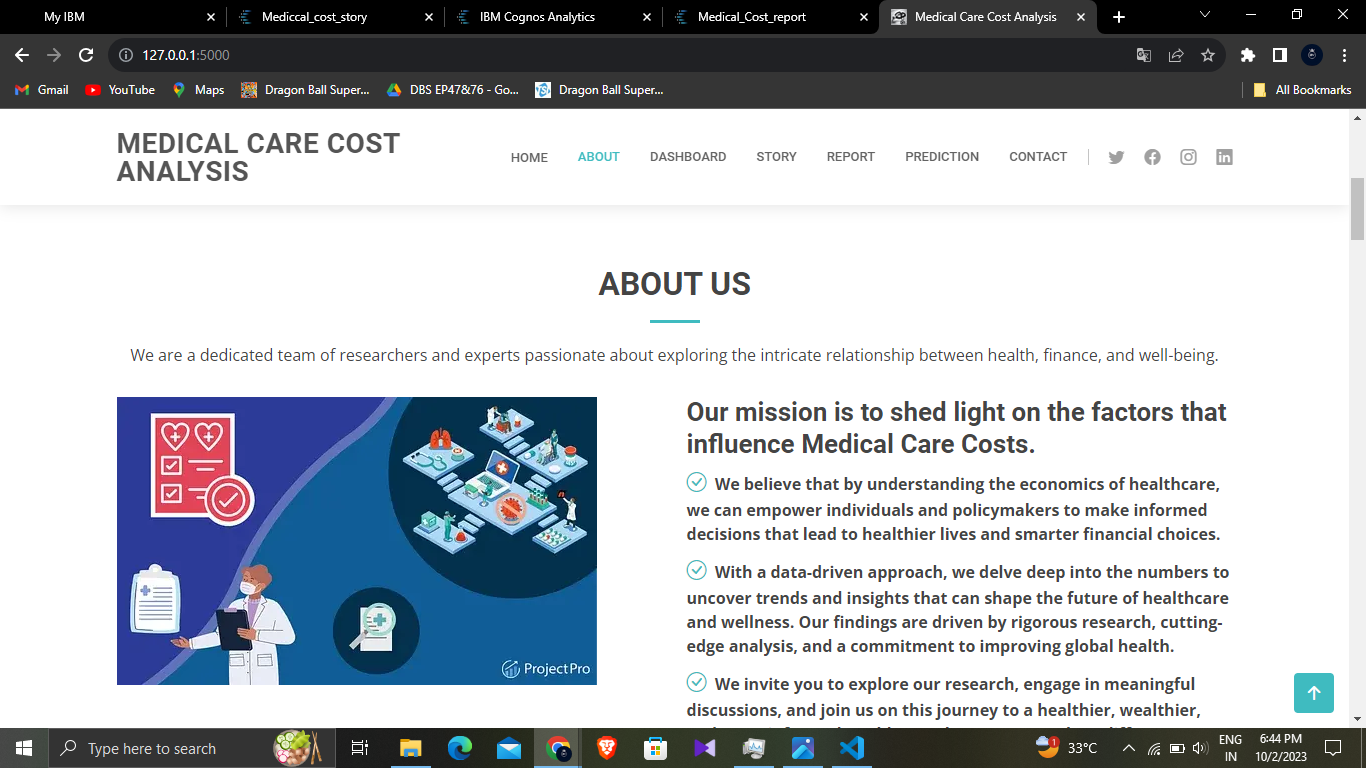 My IBM
Mediccal_cost_story
IBM Cognos Analytics
Medical_Cost_report
Medical Care Cost Analysis
127.0.0.1:5000
Gmail
YouTube
Maps
Dragon Ball Super...
DBS EP47&76 - Go...
Dragon Ball Super...
All Bookmarks
MEDICAL CARE COST
ANALYSIS
HOME
ABOUT
DASHBOARD
STORY
REPORT
PREDICTION
CONTACT
ABOUT US
We are a dedicated team of researchers and experts passionate about exploring the intricate relationship between health, finance, and well-being.
ProjectPro
Our mission is to shed light on the factors that
influence Medical Care Costs.
We believe that by understanding the economics of healthcare,
we can empower individuals and policymakers to make informed
decisions that lead to healthier lives and smarter financial choices.
With a data-driven approach, we delve deep into the numbers to
uncover trends and insights that can shape the future of healthcare
and wellness. Our findings are driven by rigorous research, cutting-
edge analysis, and a commitment to improving global health.
We invite you to explore our research, engage in meaningful
discussions, and join us on this journey to a healthier, wealthier,
Type here to search
1
33°C
ENG
IN
6:44 PM
10/2/2023